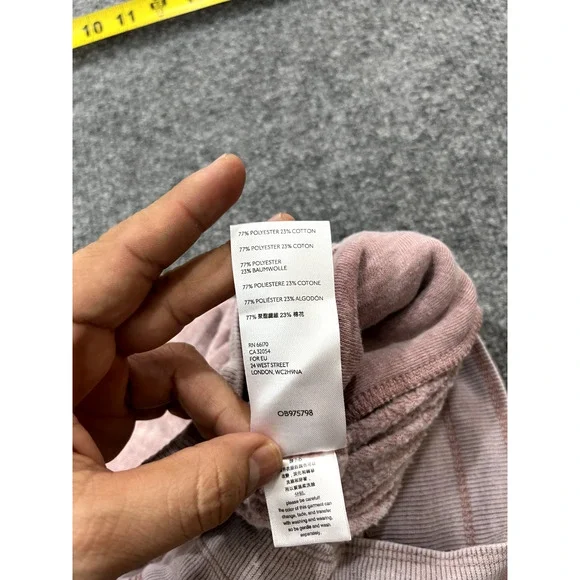 10 11
77% POLYESTER 23% COTTON
77% POLYESTER 23% COTON
77% POLYESTER
23% BAUMWOLLE
77% POLIESTERE 23% COTONE
77% POLIÉSTER 23% ALGODÓN
77% 聚酯纖維 23% 棉花
RN 66170
CA 32054
FOR EU
24 WEST STREET
LONDON, WC2H9NA
OB975798
please be careful!
the color of this garment can
change, fade, and transfer
with washing and wearing,
so be gentle and wash
separately.